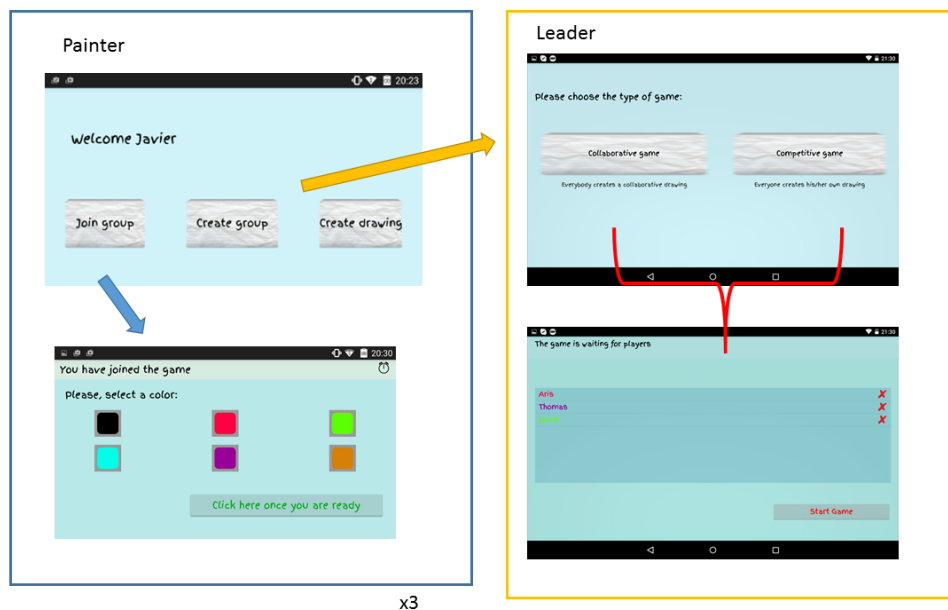 Painter
20:23
Welcome Javier
Join group
Create group
Create drawing
20:30
You have joined the game
Please, select a color:
Click here once you are ready
x3
Leader
21:30
Please choose the type of game:
Collaborative game
Competitive game
Everybody creates a collaborative drawing
Everyone creates his/her own drawing
21:30
The game is waiting for players
Aris
Thomas
Start Game